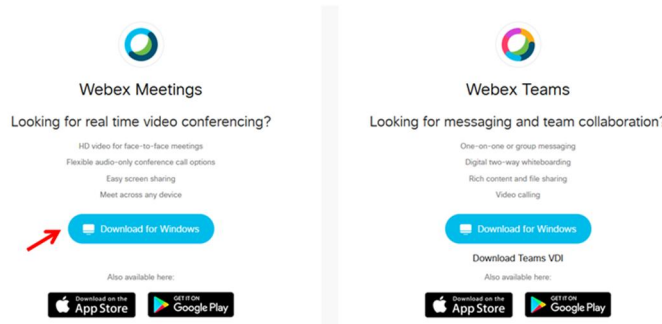 Webex Meetings
Looking for real time video conferencing?
HD video for face-to-face meetings
Flexible audio-only conference call options
Easy screen sharing
Meet across any device
Download for Windows
Also available here:
Download on the
App Store
GET IT ON
Google Play
Webex Teams
Looking for messaging and team collaboration?
One-on-one or group messaging
Digital two-way whiteboarding
Rich content and file sharing
Video calling
Download for Windows
Download Teams VDI
Also available here:
Download on the
App Store
GET IT ON
Google Play